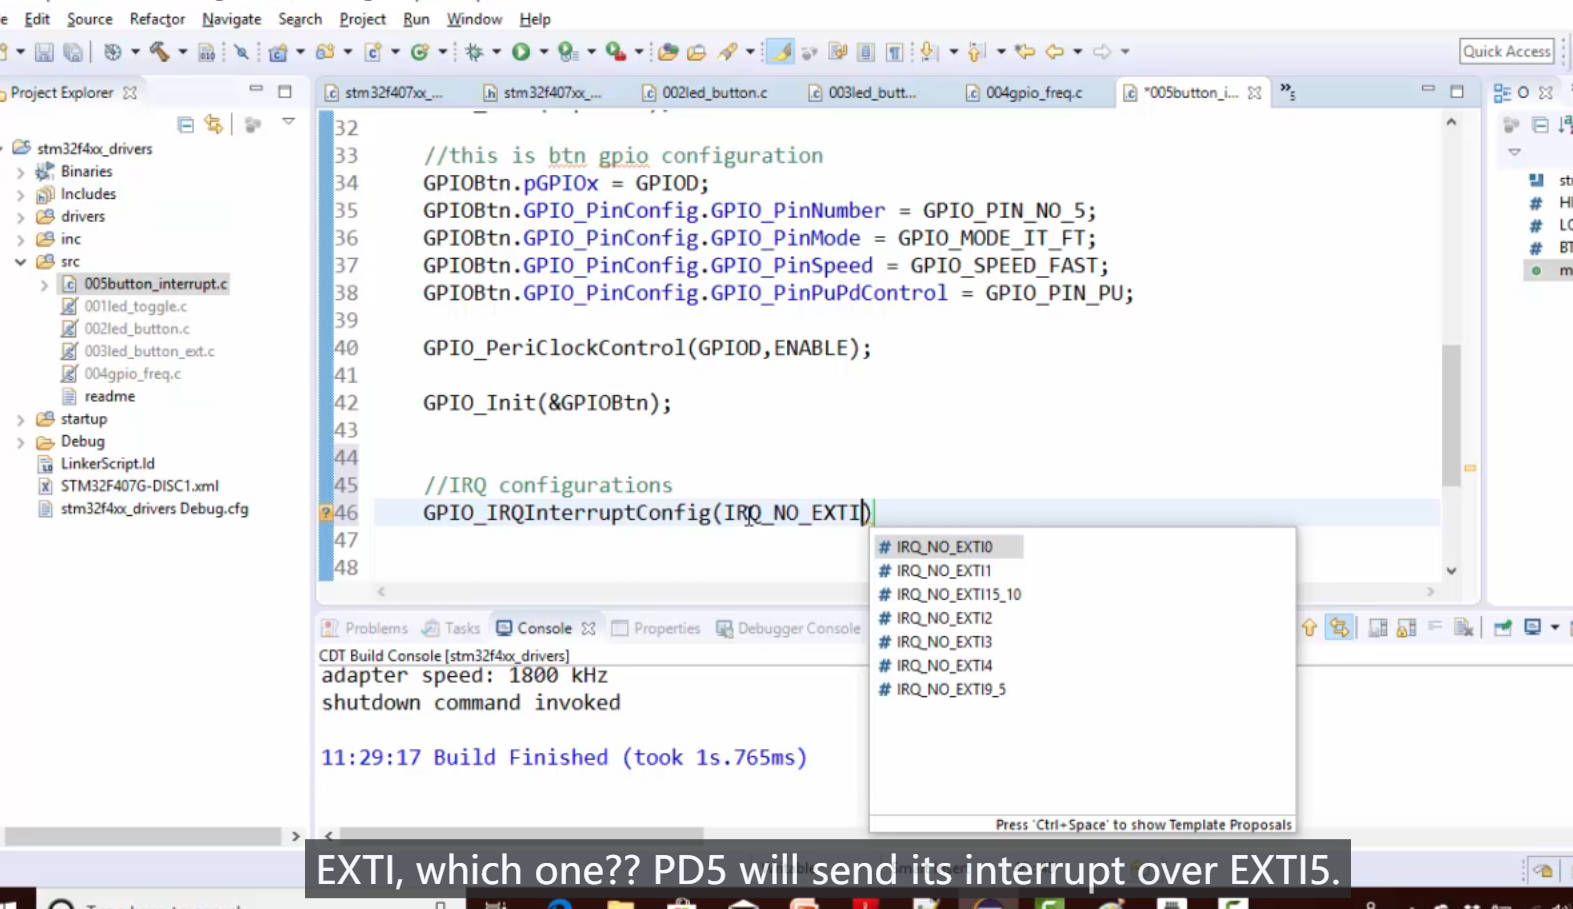 e Edit Source Refactor Navigate Search Project Run Window Help
Quick Access
Project Explorer
stm32f407xx_...
stm32f407xx_...
002led_button.c
003led_butt...
004gpio_freq.c
*005button_i...
»5
O
stm32f4xx_drivers
Binaries
Includes
drivers
inc
src
005button_interrupt.c
001led_toggle.c
002led_button.c
003led_button_ext.c
004gpio_freq.c
readme
startup
Debug
LinkerScript.ld
STM32F407G-DISC1.xml
stm32f4xx_drivers Debug.cfg
32
33 //this is btn gpio configuration
34 GPIOBtn.pGPIOx = GPIOD;
35 GPIOBtn.GPIO_PinConfig.GPIO_PinNumber = GPIO_PIN_NO_5;
36 GPIOBtn.GPIO_PinConfig.GPIO_PinMode = GPIO_MODE_IT_FT;
37 GPIOBtn.GPIO_PinConfig.GPIO_PinSpeed = GPIO_SPEED_FAST;
38 GPIOBtn.GPIO_PinConfig.GPIO_PinPuPdControl = GPIO_PIN_PU;
39
40 GPIO_PeriClockControl(GPIOD,ENABLE);
41
42 GPIO_Init(&GPIOBtn);
43
44
45 //IRQ configurations
46 GPIO_IRQInterruptConfig(IRQ_NO_EXTI)
47
48
# IRQ_NO_EXTI0
# IRQ_NO_EXTI1
# IRQ_NO_EXTI15_10
# IRQ_NO_EXTI2
# IRQ_NO_EXTI3
# IRQ_NO_EXTI4
# IRQ_NO_EXTI9_5
Press 'Ctrl+Space' to show Template Proposals
st
# H
# LO
# BT
m
Problems Tasks Console Properties Debugger Console
CDT Build Console [stm32f4xx_drivers]
adapter speed: 1800 kHz
shutdown command invoked
11:29:17 Build Finished (took 1s.765ms)
EXTI, which one?? PD5 will send its interrupt over EXTI5.